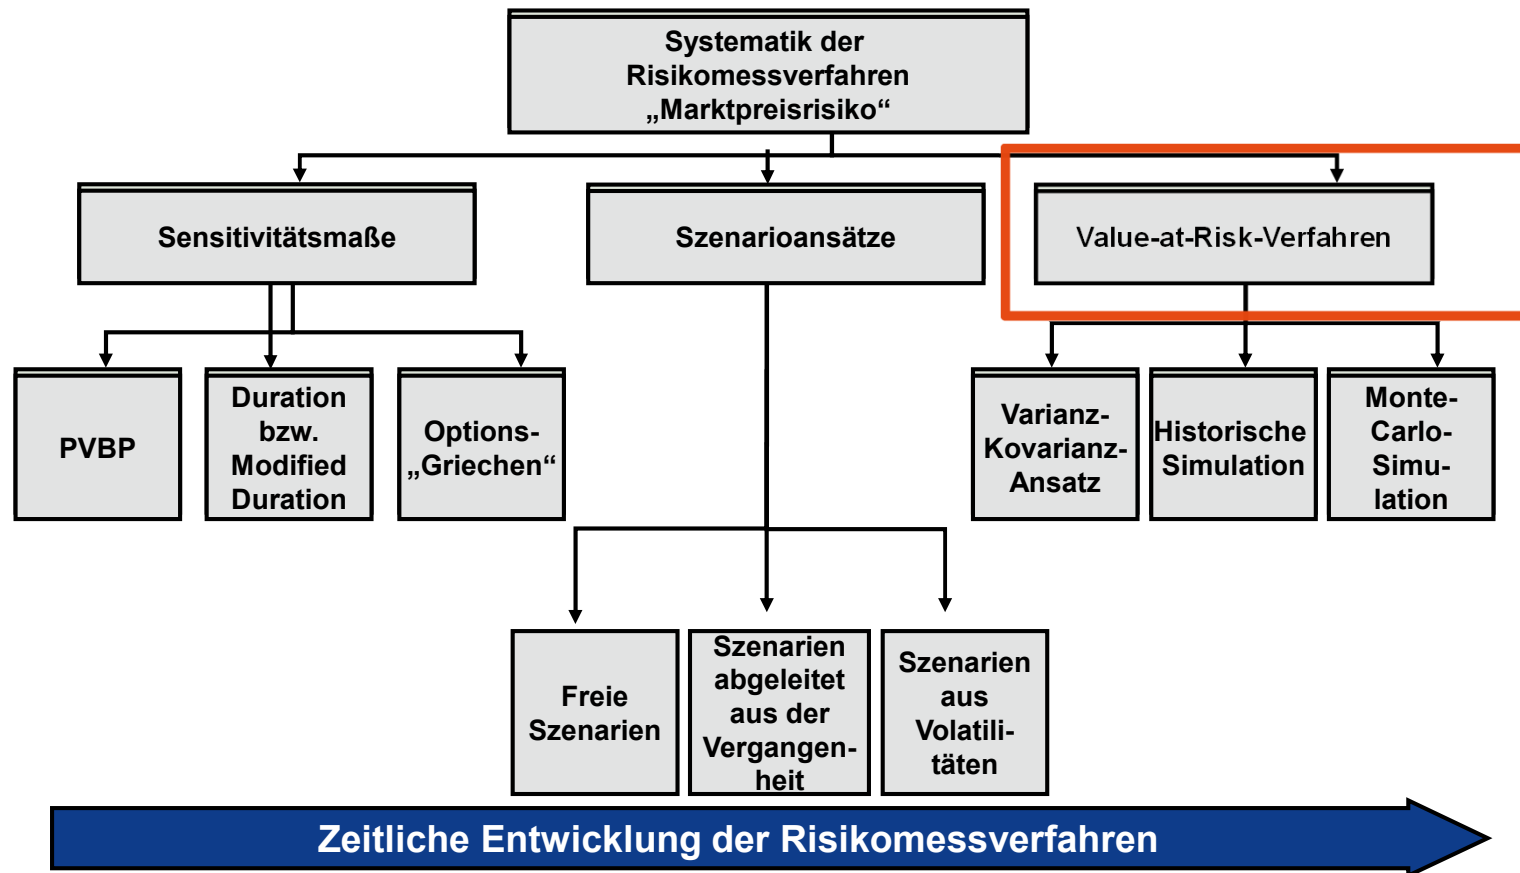 Systematik der
Risikomessverfahren
„Marktpreisrisiko“
Sensitivitätsmaße
Szenarioansätze
Value-at-Risk-Verfahren
PVBP
Duration
bzw.
Modified
Duration
Options-
„Griechen“
Varianz-
Kovarianz-
Ansatz
Historische
Simulation
Monte-
Carlo-
Simu-
lation
Freie
Szenarien
Szenarien
abgeleitet
aus der
Vergangen-
heit
Szenarien
aus
Volatili-
täten
Zeitliche Entwicklung der Risikomessverfahren